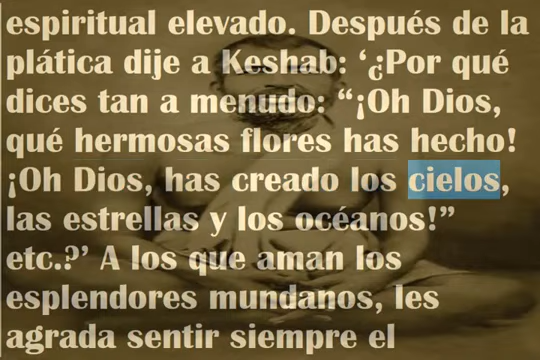 espiritual elevado. Después de la
plática dije a Keshab: ‘¿Por qué
dices tan a menudo: “¡Oh Dios,
qué hermosas flores has hecho!
¡Oh Dios, has creado los cielos,
las estrellas y los océanos!”
etc.?’ A los que aman los
esplendores mundanos, les
agrada sentir siempre el